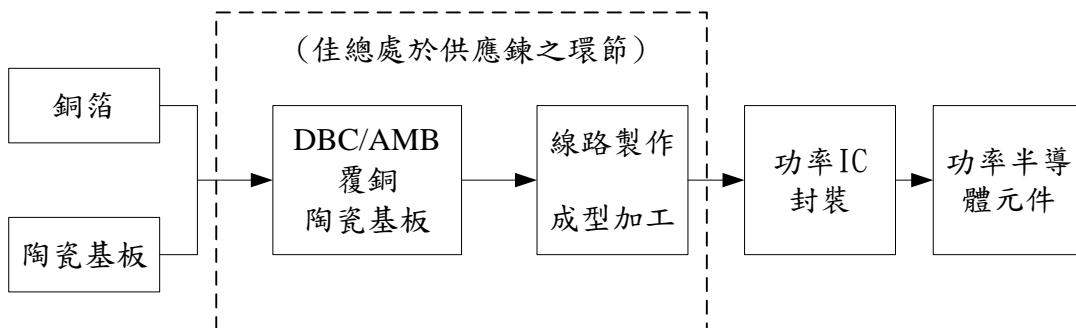 （佳總處於供應鍊之環節）
銅箔
陶瓷基板
DBC/AMB
覆銅
陶瓷基板
線路製作
成型加工
功率IC
封裝
功率半導
體元件